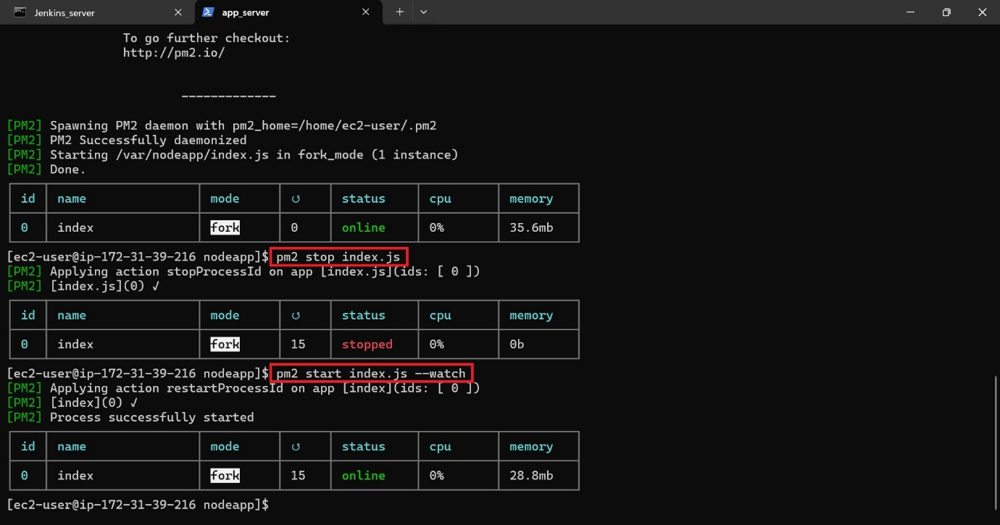 Jenkins_server
app_server
To go further checkout:
http://pm2.io/
-------------
[PM2] Spawning PM2 daemon with pm2_home=/home/ec2-user/.pm2
[PM2] PM2 Successfully daemonized
[PM2] Starting /var/nodeapp/index.js in fork_mode (1 instance)
[PM2] Done.
id name mode ↺ status cpu memory
0 index fork 0 online 0% 35.6mb
[ec2-user@ip-172-31-39-216 nodeapp]$ pm2 stop index.js
[PM2] Applying action stopProcessId on app [index.js](ids: [ 0 ])
[PM2] [index.js](0) ✓
id name mode ↺ status cpu memory
0 index fork 15 stopped 0% 0b
[ec2-user@ip-172-31-39-216 nodeapp]$ pm2 start index.js --watch
[PM2] Applying action restartProcessId on app [index](ids: [ 0 ])
[PM2] [index](0) ✓
[PM2] Process successfully started
id name mode ↺ status cpu memory
0 index fork 15 online 0% 28.8mb
[ec2-user@ip-172-31-39-216 nodeapp]$